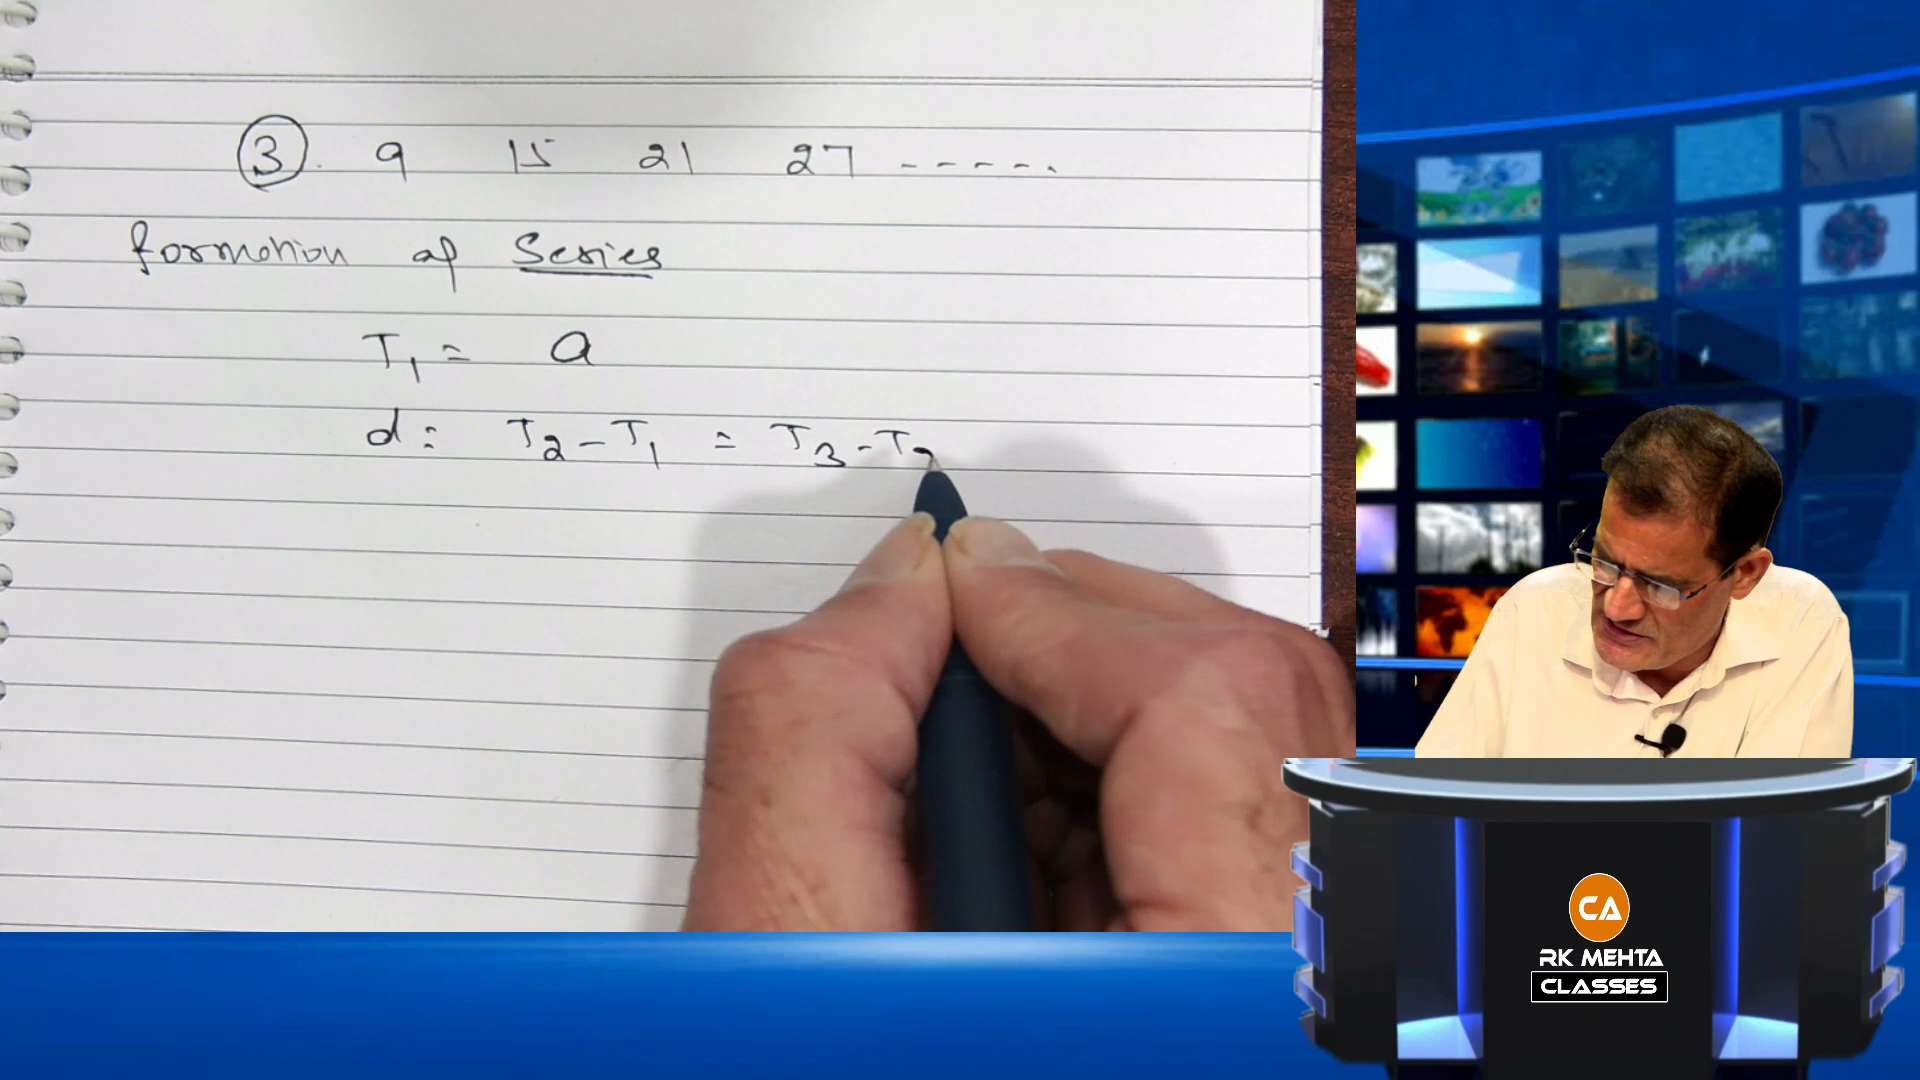 3. 9 15 21 27 -----.
formation of Series
T1 = a
d = T2 - T1 = T3 - T2
CA
RK MEHTA
CLASSES